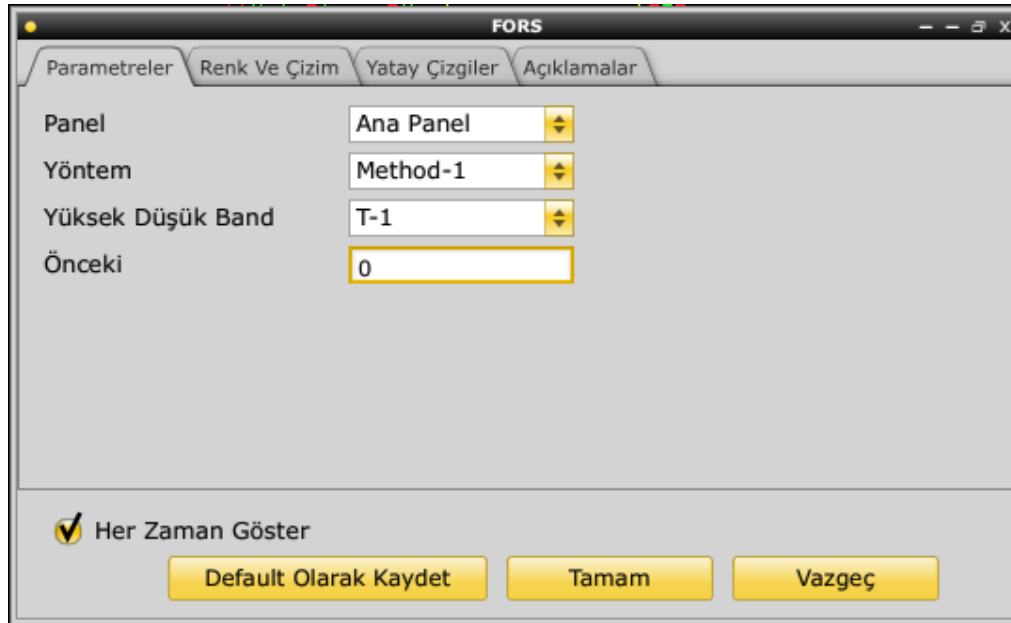 FORS
Parametreler Renk Ve Çizim Yatay Çizgiler Açıklamalar
Panel Ana Panel
Yöntem Method-1
Yüksek Düşük Band T-1
Önceki 0
Her Zaman Göster
Default Olarak Kaydet Tamam Vazgeç